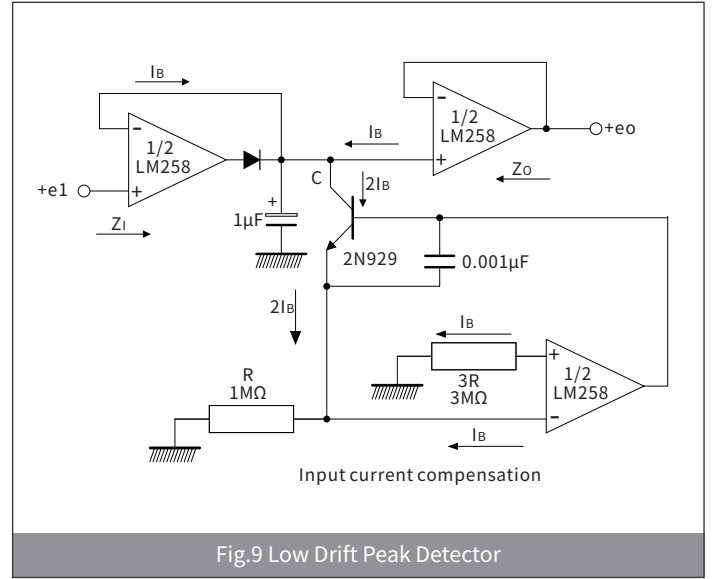 IB
1/2
LM258
+e1
ZI
1μF
+
C
2IB
IB
2N929
0.001μF
1/2
LM258
+eo
ZO
2IB
R
1MΩ
IB
3R
3MΩ
1/2
LM258
IB
Input current compensation
Fig.9 Low Drift Peak Detector